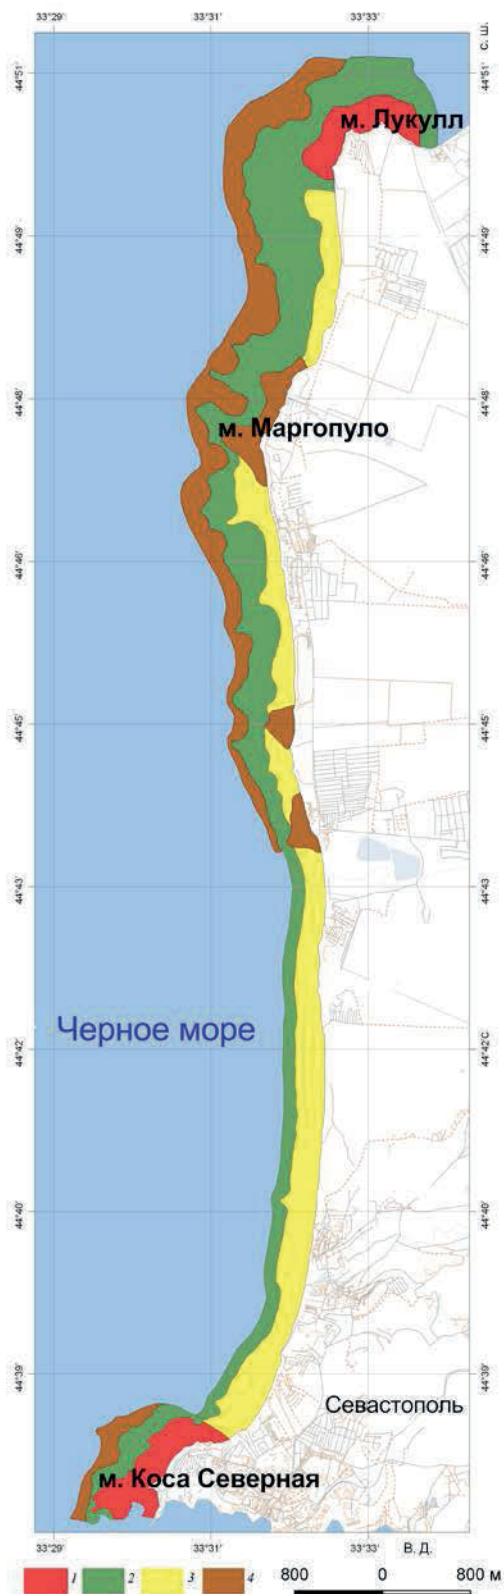 33°29' 33°31' 33°33' с. ш.
44°51' 44°51'
м. Лукулл
44°49' 44°49'
44°48' 44°48'
м. Маргопуло
44°46' 44°46'
44°45' 44°45'
44°43' 44°43
Черное море
44°42' 44°42'С
44°40' 44°40'
44°39' 44°39'
Севастополь
м. Коса Северная
33°29' 33°31' 33°33' В. Д.
1 2 3 4 800 0 800 м